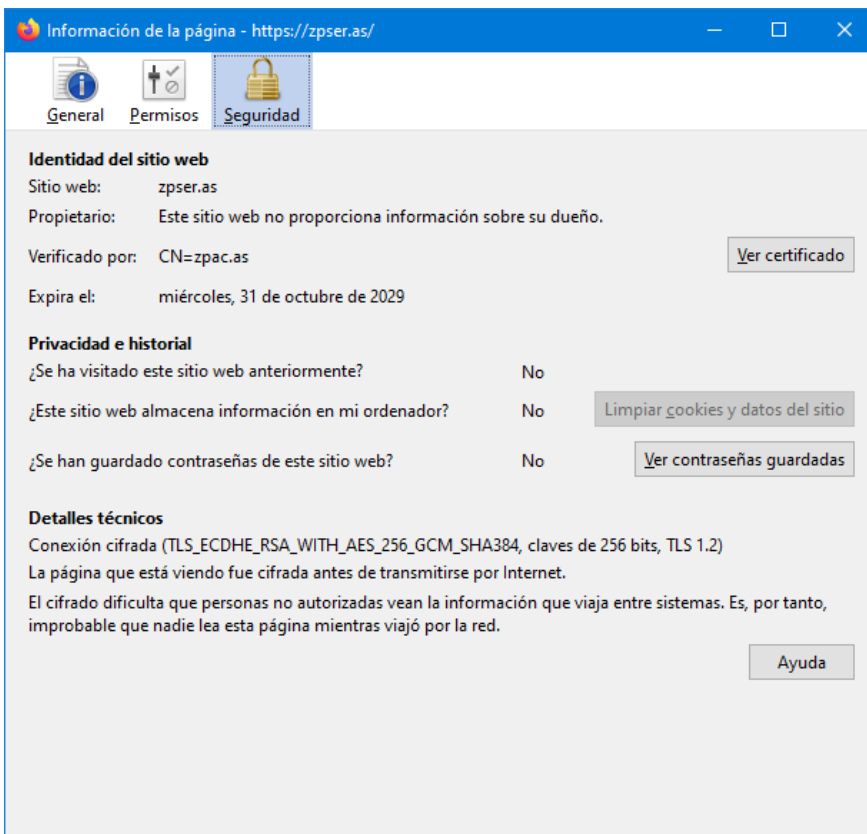 Información de la página - https://zpser.as/
General Permisos Seguridad
Identidad del sitio web
Sitio web: zpser.as
Propietario: Este sitio web no proporciona información sobre su dueño.
Verificado por: CN=zpac.as Ver certificado
Expira el: miércoles, 31 de octubre de 2029
Privacidad e historial
¿Se ha visitado este sitio web anteriormente? No
¿Este sitio web almacena información en mi ordenador? No Limpiar cookies y datos del sitio
¿Se han guardado contraseñas de este sitio web? No Ver contraseñas guardadas
Detalles técnicos
Conexión cifrada (TLS_ECDHE_RSA_WITH_AES_256_GCM_SHA384, claves de 256 bits, TLS 1.2)
La página que está viendo fue cifrada antes de transmitirse por Internet.
El cifrado dificulta que personas no autorizadas vean la información que viaja entre sistemas. Es, por tanto,
improbable que nadie lea esta página mientras viajó por la red.
Ayuda